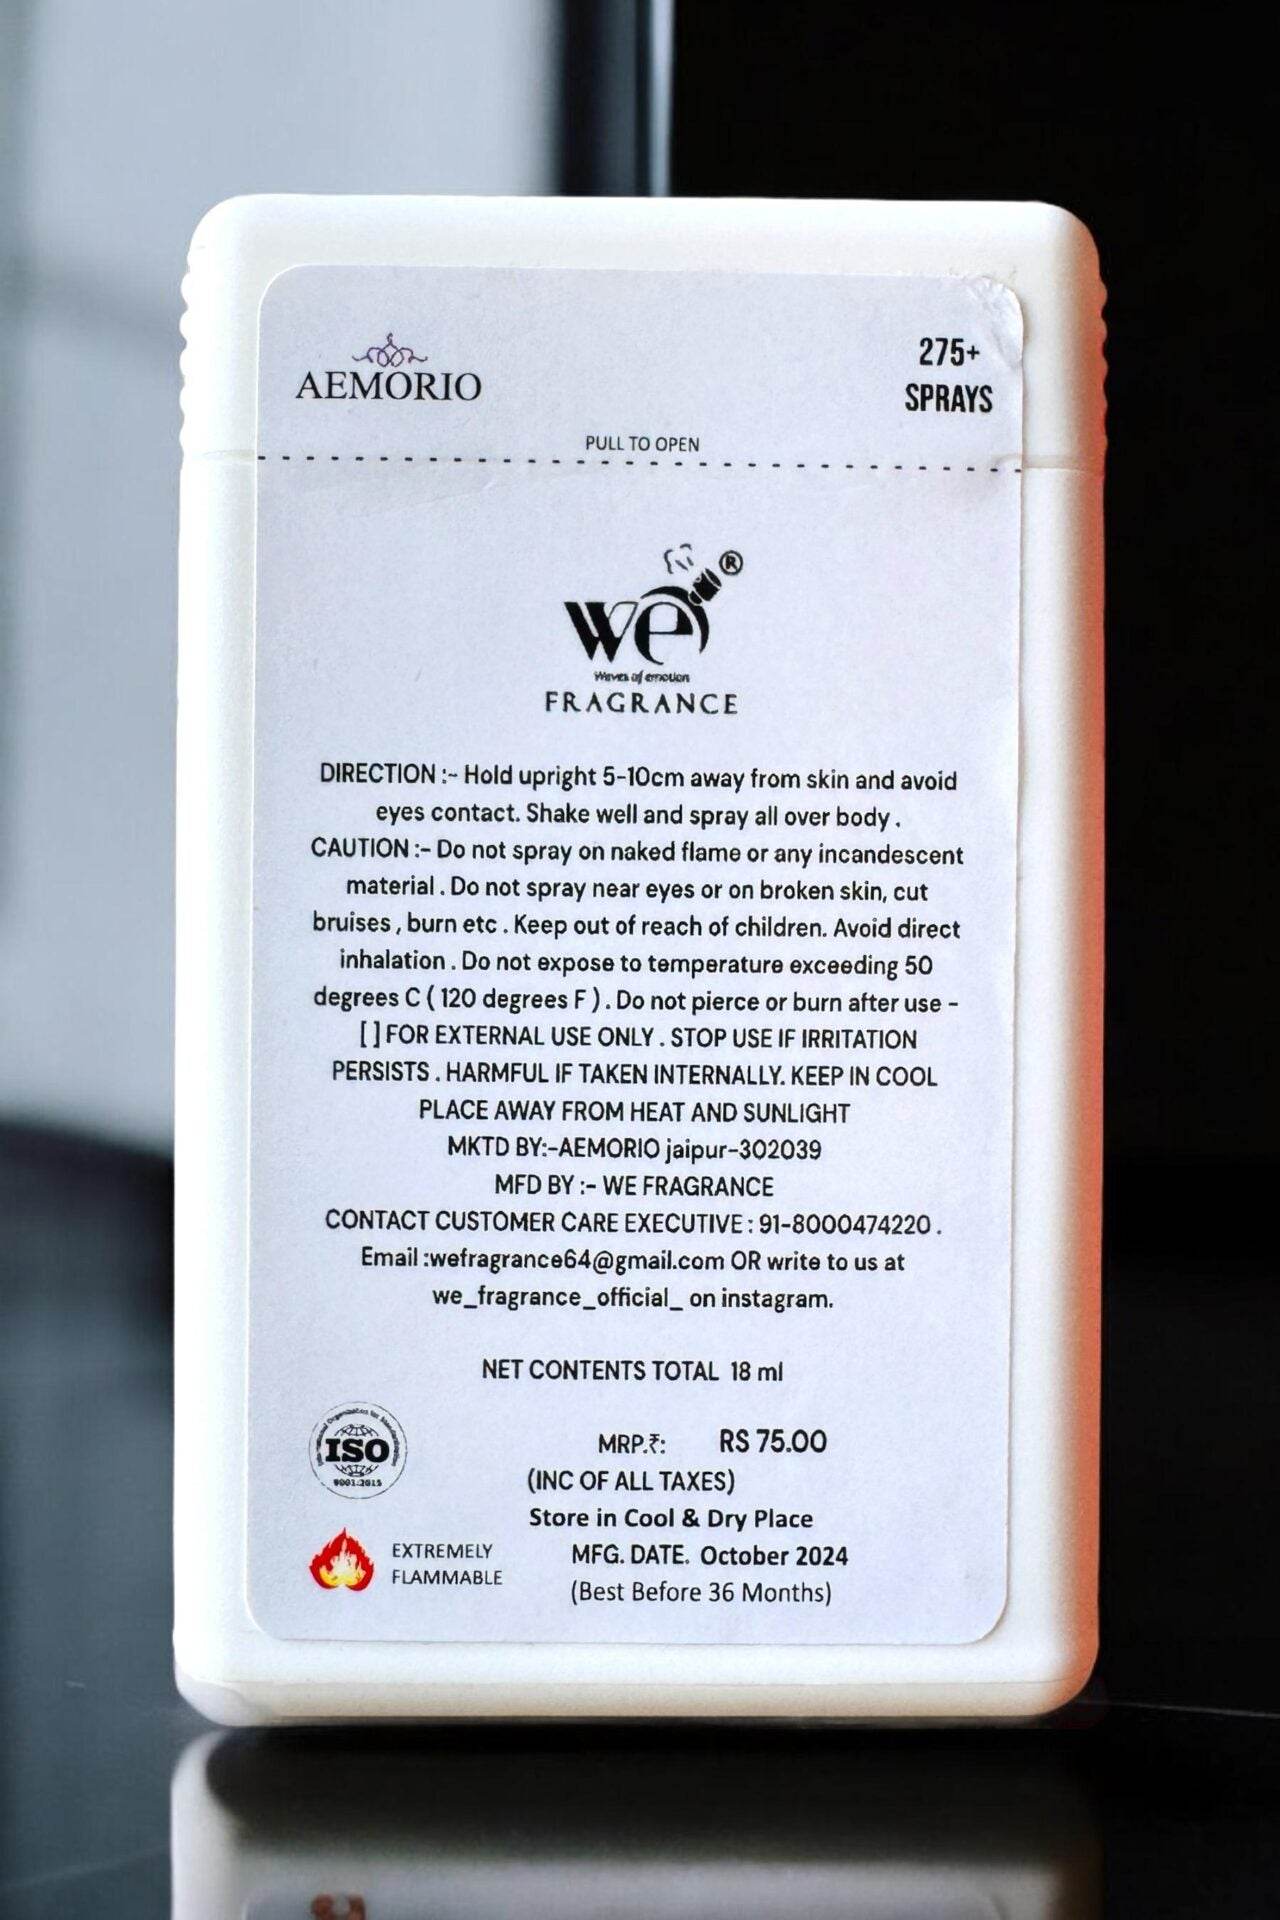 AEMORIO
275+
SPRAYS
PULL TO OPEN
we ®
Waves of emotion
FRAGRANCE
DIRECTION :- Hold upright 5-10cm away from skin and avoid
eyes contact. Shake well and spray all over body .
CAUTION :- Do not spray on naked flame or any incandescent
material . Do not spray near eyes or on broken skin, cut
bruises , burn etc . Keep out of reach of children. Avoid direct
inhalation . Do not expose to temperature exceeding 50
degrees C ( 120 degrees F ) . Do not pierce or burn after use -
[ ] FOR EXTERNAL USE ONLY . STOP USE IF IRRITATION
PERSISTS . HARMFUL IF TAKEN INTERNALLY. KEEP IN COOL
PLACE AWAY FROM HEAT AND SUNLIGHT
MKTD BY:-AEMORIO jaipur-302039
MFD BY :- WE FRAGRANCE
CONTACT CUSTOMER CARE EXECUTIVE : 91-8000474220 .
Email :wefragrance64@gmail.com OR write to us at
we_fragrance_official_ on instagram.
NET CONTENTS TOTAL 18 ml
International Organization for Standardization
ISO
9001:2015
MRP.₹: RS 75.00
(INC OF ALL TAXES)
Store in Cool & Dry Place
EXTREMELY
FLAMMABLE
MFG. DATE. October 2024
(Best Before 36 Months)